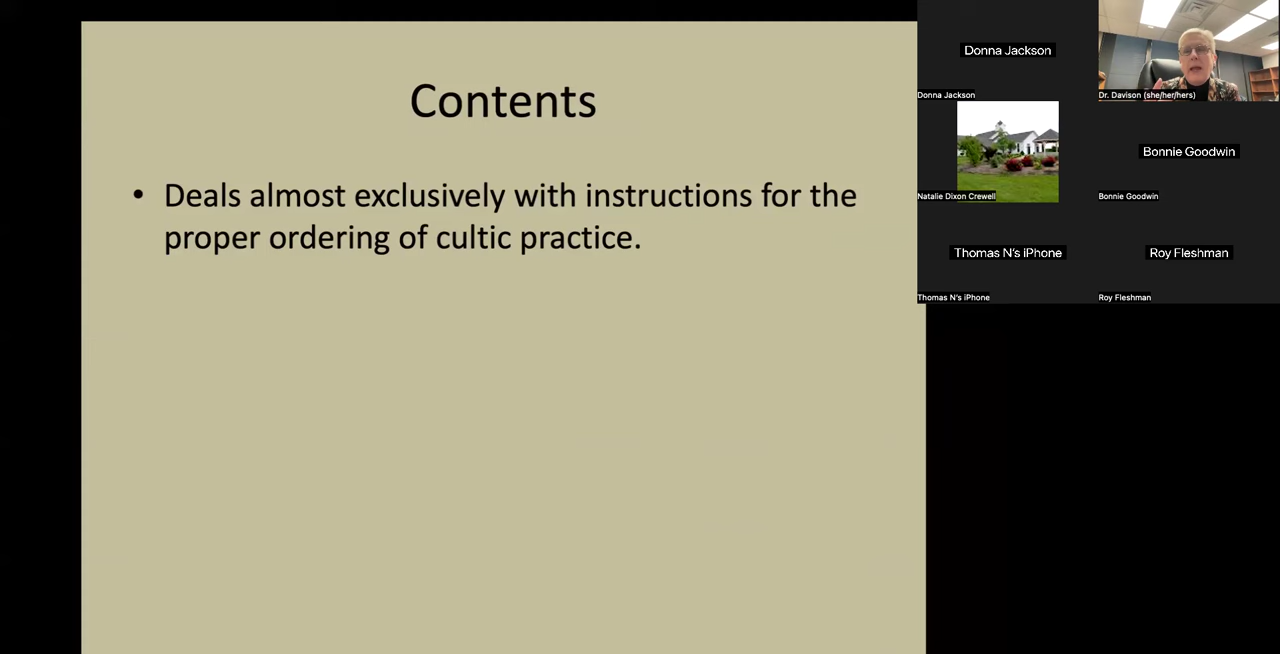 Contents
• Deals almost exclusively with instructions for the
proper ordering of cultic practice.
Donna Jackson
Donna Jackson
Dr. Davison (she/her/hers)
Natalie Dixon Crewell
Bonnie Goodwin
Bonnie Goodwin
Thomas N's iPhone
Thomas N's iPhone
Roy Fleshman
Roy Fleshman